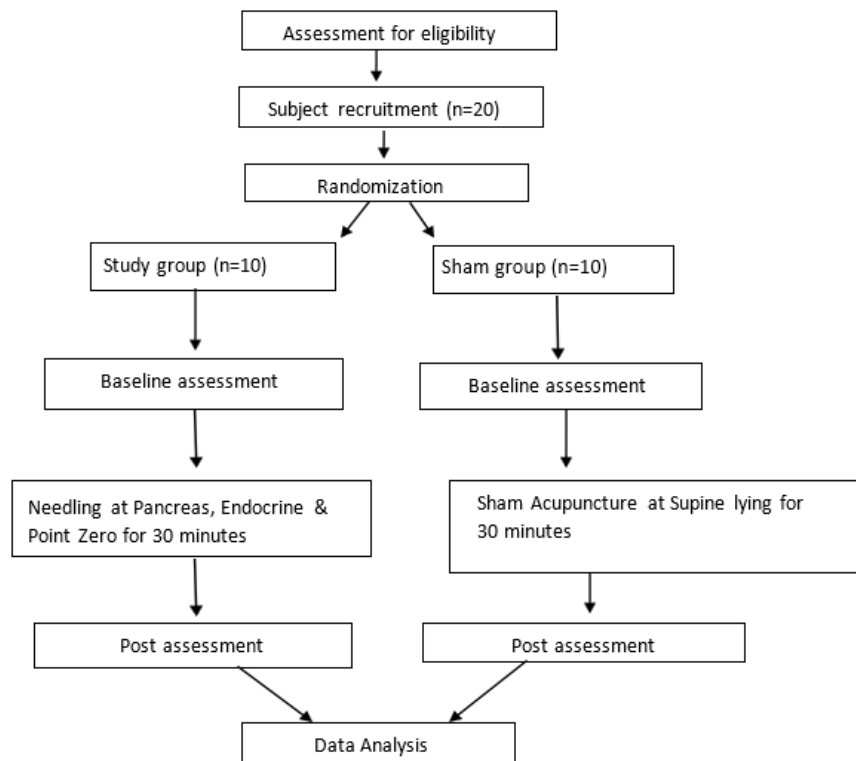 Assessment for eligibility
Subject recruitment (n=20)
Randomization
Study group (n=10)
Sham group (n=10)
Baseline assessment
Baseline assessment
Needling at Pancreas, Endocrine &
Point Zero for 30 minutes
Sham Acupuncture at Supine lying for
30 minutes
Post assessment
Post assessment
Data Analysis